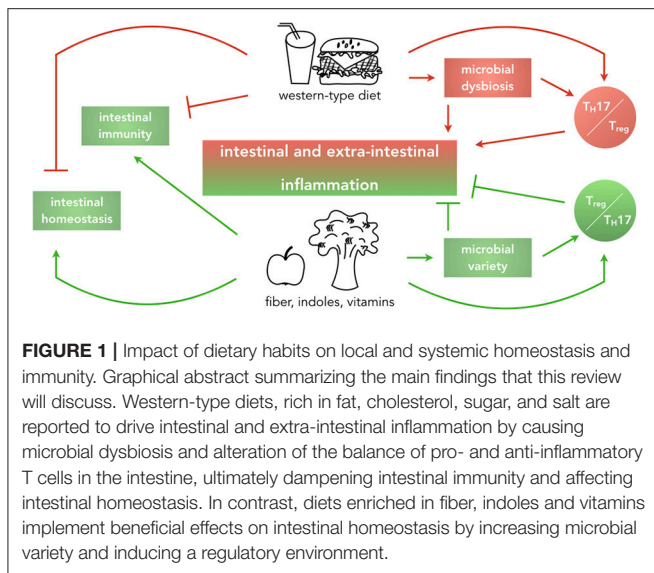 western-type diet
microbial
dysbiosis
TH17
Treg
intestinal
immunity
intestinal and extra-intestinal
inflammation
intestinal
homeostasis
Treg
TH17
microbial
variety
fiber, indoles, vitamins
FIGURE 1 | Impact of dietary habits on local and systemic homeostasis and
immunity. Graphical abstract summarizing the main findings that this review
will discuss. Western-type diets, rich in fat, cholesterol, sugar, and salt are
reported to drive intestinal and extra-intestinal inflammation by causing
microbial dysbiosis and alteration of the balance of pro- and anti-inflammatory
T cells in the intestine, ultimately dampening intestinal immunity and affecting
intestinal homeostasis. In contrast, diets enriched in fiber, indoles and vitamins
implement beneficial effects on intestinal homeostasis by increasing microbial
variety and inducing a regulatory environment.